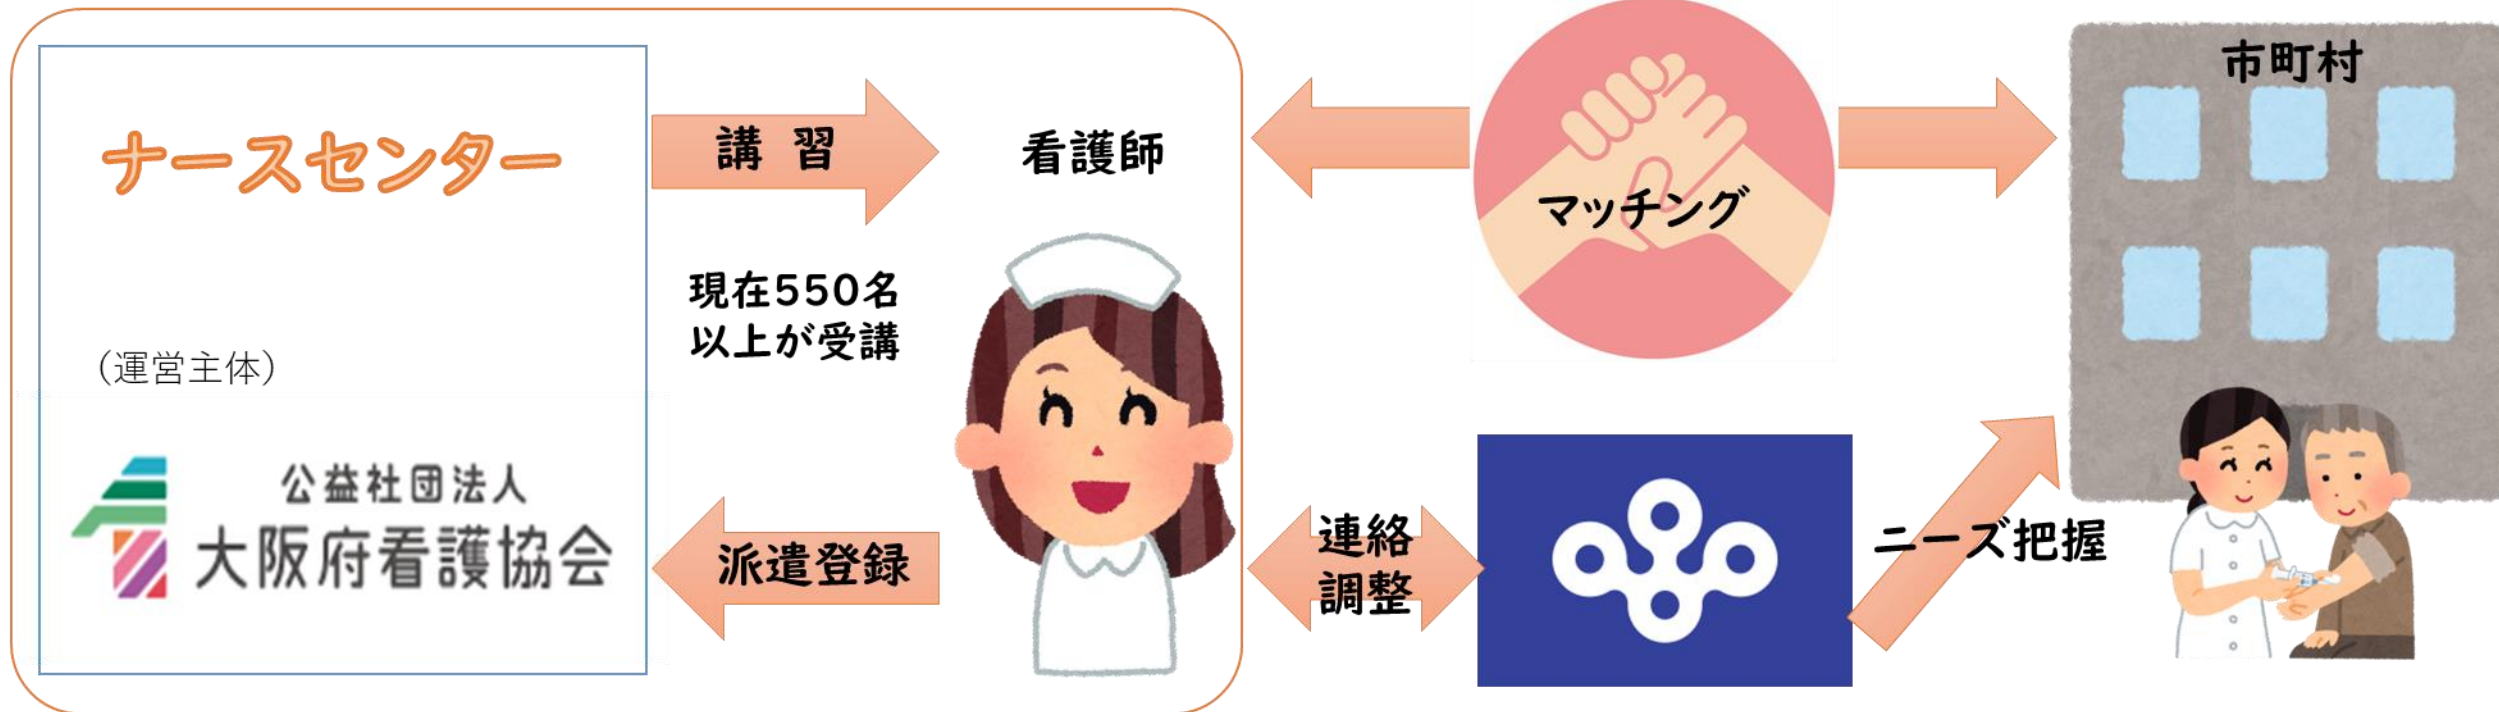 ナースセンター
(運営主体)
公益社団法人
大阪府看護協会
講 習
現在550名
以上が受講
派遣登録
看護師
マッチング
連絡
調整
ニーズ把握
市町村